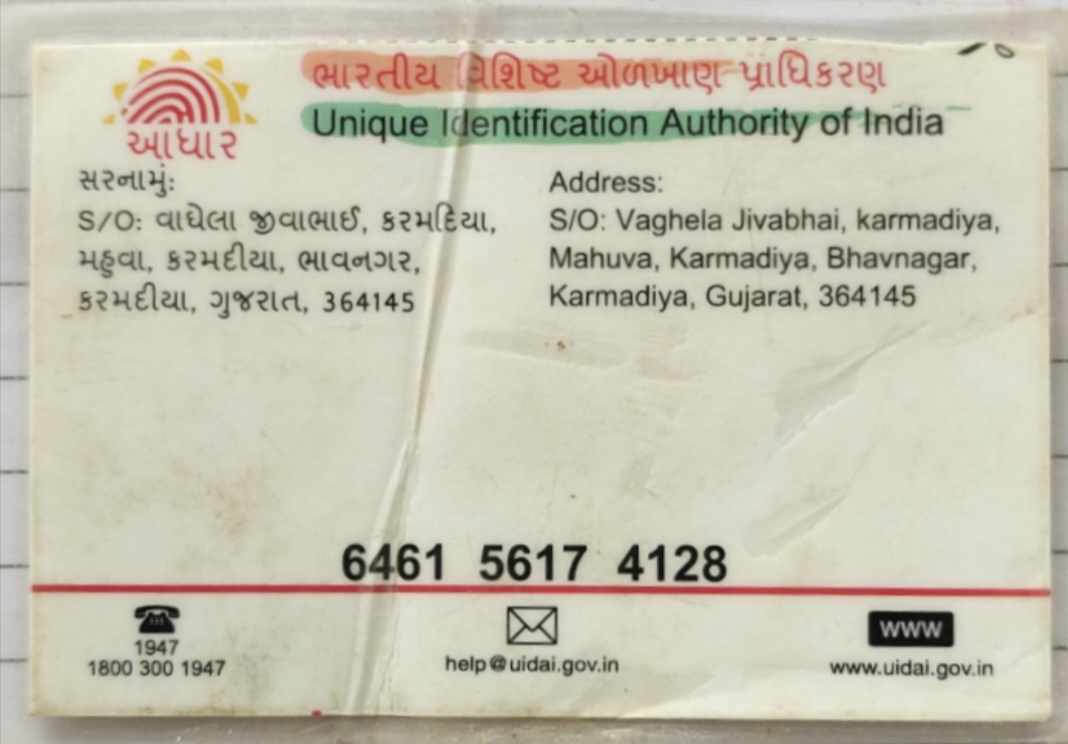 ભારતીય વિશિષ્ટ ઓળખાણ પ્રાધિકરણ
Unique Identification Authority of India
આધાર
સરનામું:
S/O: વાઘેલા જીવાભાઈ, કરમદિયા,
મહુવા, કરમદીયા, ભાવનગર,
કરમદીયા, ગુજરાત, 364145
Address:
S/O: Vaghela Jivabhai, karmadiya,
Mahuva, Karmadiya, Bhavnagar,
Karmadiya, Gujarat, 364145
6461 5617 4128
1947
1800 300 1947
help@uidai.gov.in
WWW
www.uidai.gov.in